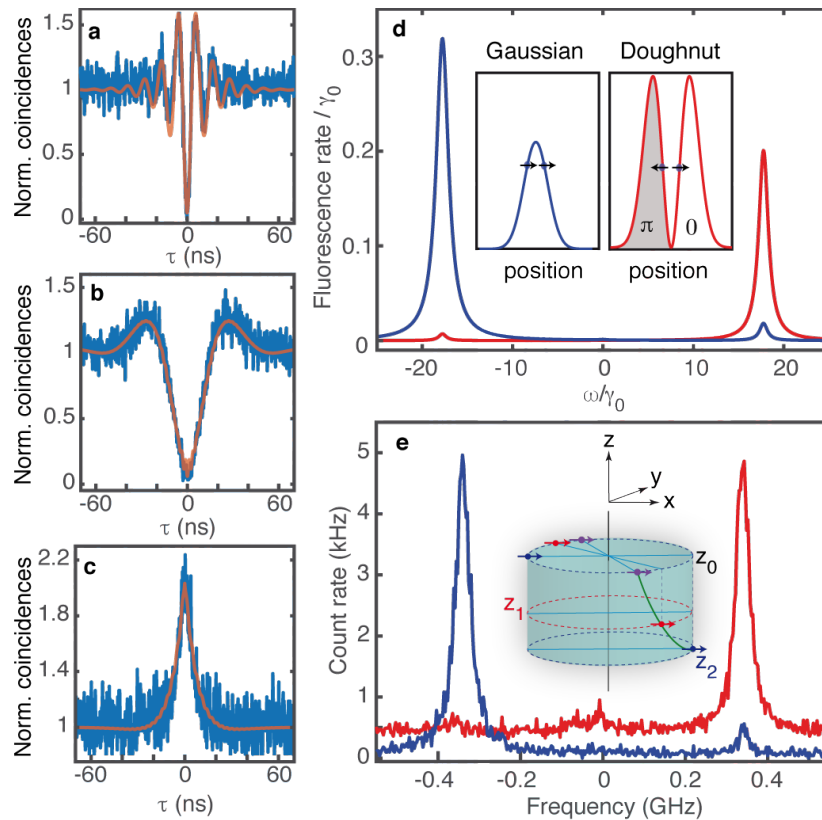 a
Norm. coincidences
1.5
1
0.5
0
-60
0
60
τ (ns)
b
Norm. coincidences
1.5
1
0.5
0
-60
0
60
τ (ns)
c
Norm. coincidences
2.2
1.8
1.4
1
-60
0
60
τ (ns)
d
Fluorescence rate / γ0
0.3
0.2
0.1
0
-20
-10
0
10
20
ω/γ0
Gaussian
position
Doughnut
π
0
position
e
Count rate (kHz)
5
4
3
2
1
0
-0.4
-0.2
0
0.2
0.4
Frequency (GHz)
z
y
x
z0
z1
z2